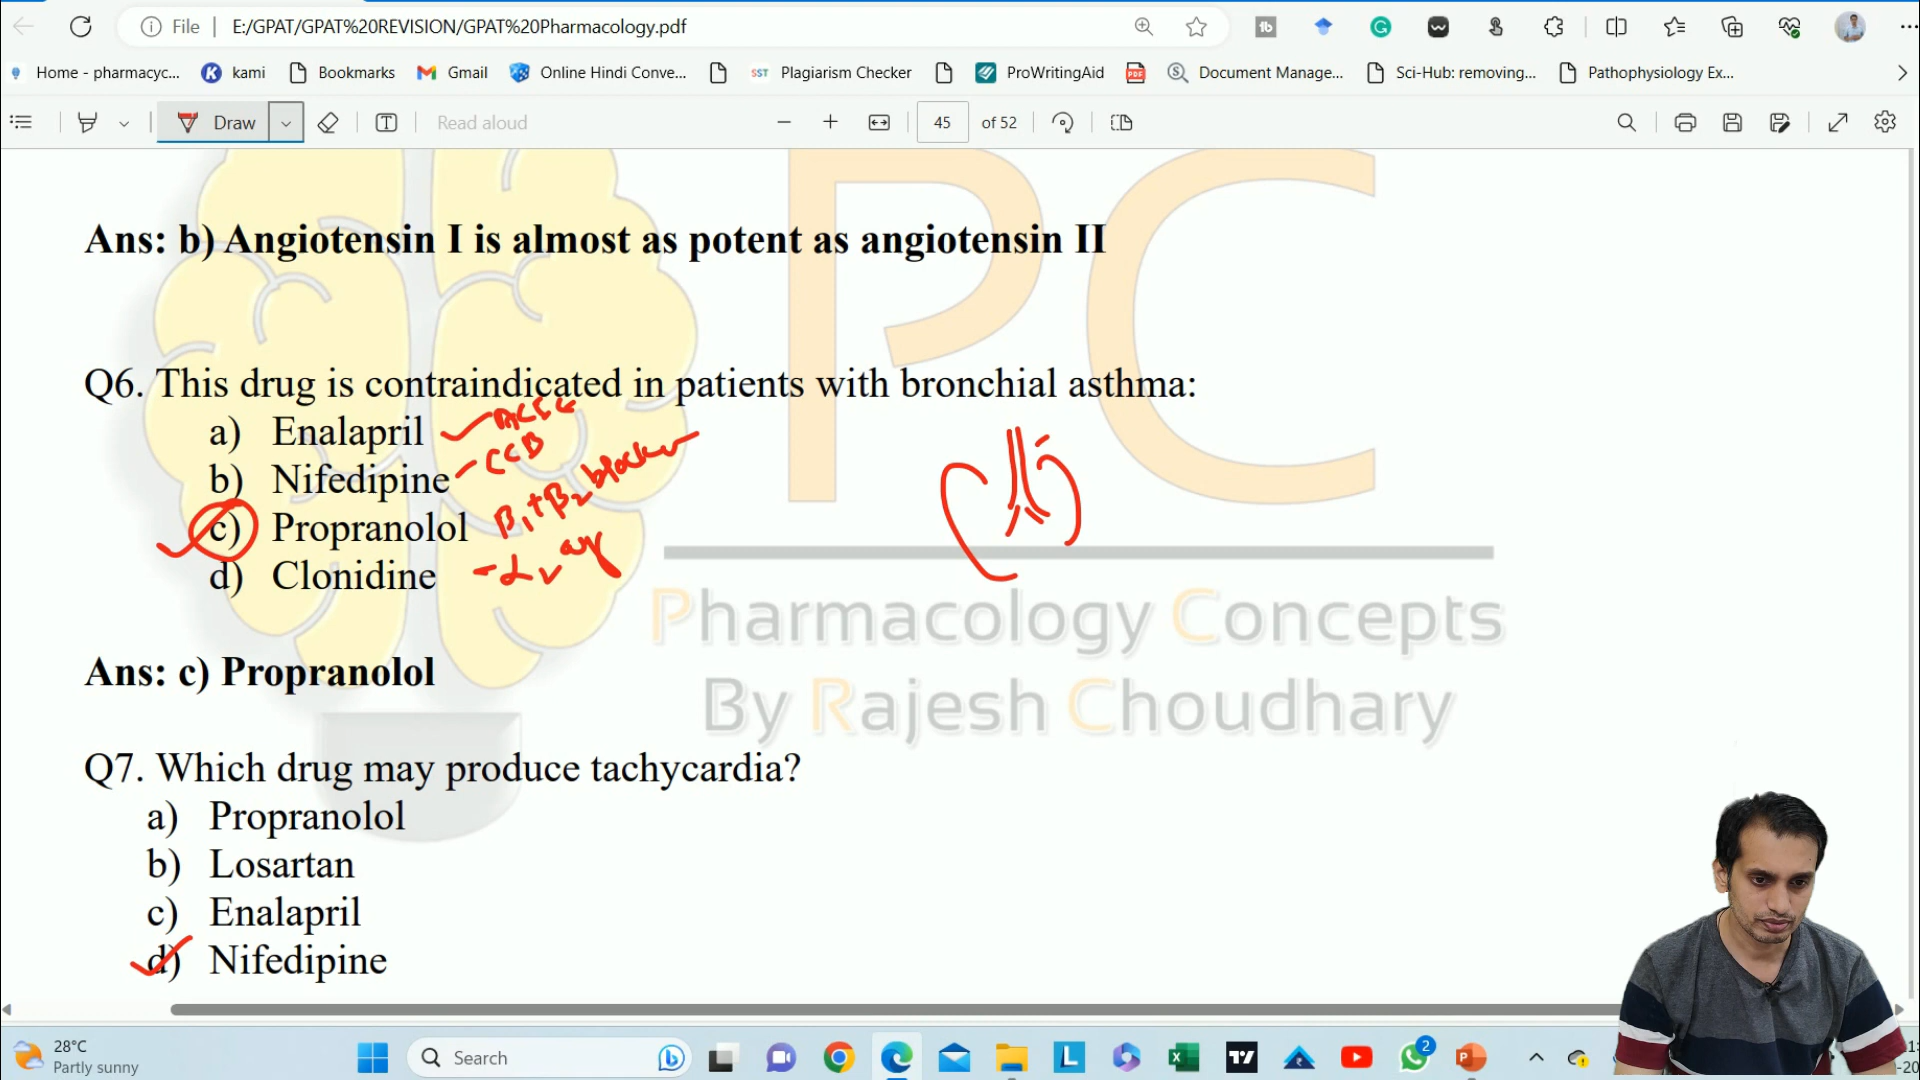 File
E:/GPAT/GPAT%20REVISION/GPAT%20Pharmacology.pdf
Home - pharmacyc...
kami
Bookmarks
Gmail
Online Hindi Conve...
SST
Plagiarism Checker
ProWritingAid
Document Manage...
Sci-Hub: removing...
Pathophysiology Ex...
Draw
Read aloud
45
of 52
Ans: b) Angiotensin I is almost as potent as angiotensin II
PC
Q6. This drug is contraindicated in patients with bronchial asthma:
a) Enalapril
b) Nifedipine - CCB
c) Propranolol β₁+β₂ blocker
d) Clonidine
Pharmacology Concepts
By Rajesh Choudhary
Ans: c) Propranolol
Q7. Which drug may produce tachycardia?
a) Propranolol
b) Losartan
c) Enalapril
d) Nifedipine
28°C
Partly sunny
Search
2